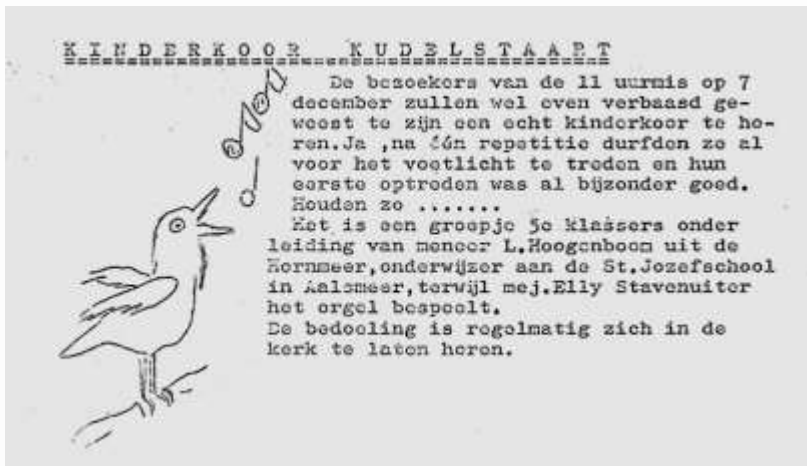 KINDERKOOR KUDELSTAART
De bezoekers van de 11 uurmis op 7
december zullen wel even verbaasd ge-
weest te zijn een echt kinderkoor te ho-
ren.Ja ,na één repetitie durfden ze al
voor het voetlicht te treden en hun
eerste optreden was al bijzonder goed.
Houden zo .......
Het is een groepje 5e klassers onder
leiding van meneer L.Hoogenboom uit de
Hornmeer,onderwijzer aan de St.Jozefschool
in Aalsmeer,terwijl mej.Elly Stavenuiter
het orgel bespeelt.
De bedoeling is regelmatig zich in de
kerk te laten horen.